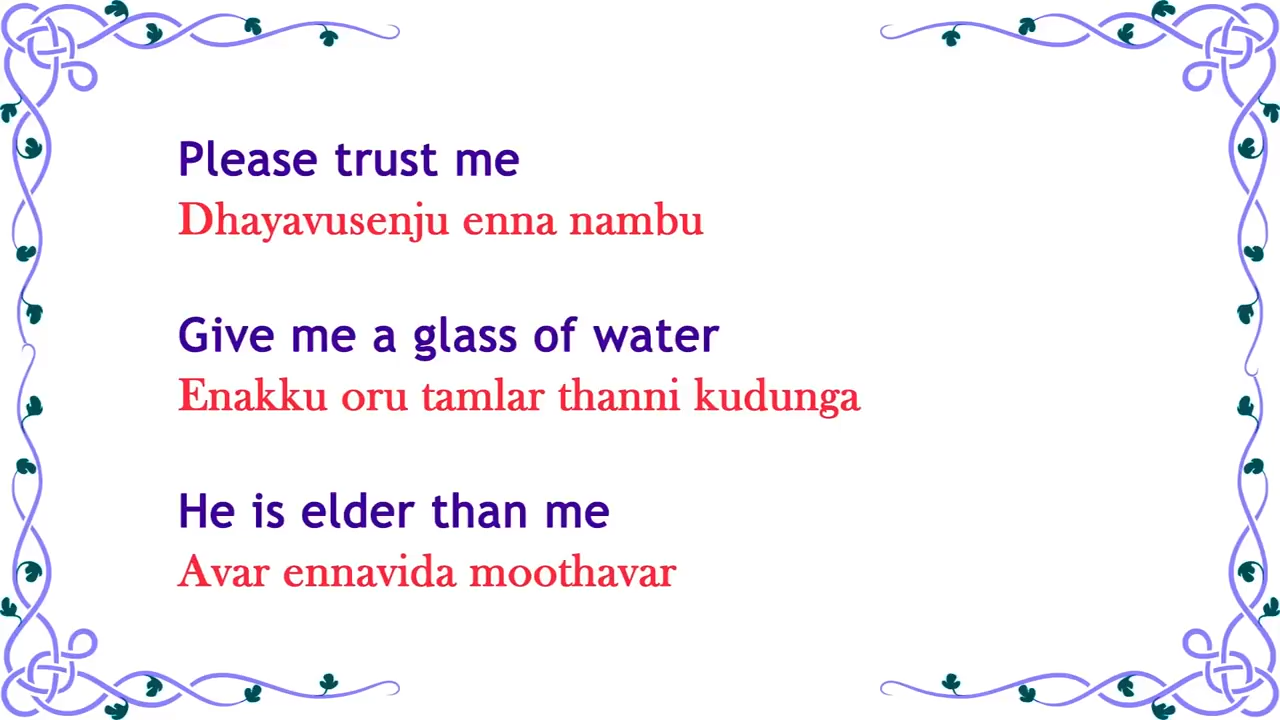 Please trust me
Dhayavusenju enna nambu
Give me a glass of water
Enakku oru tamlar thanni kudunga
He is elder than me
Avar ennavida moothavar